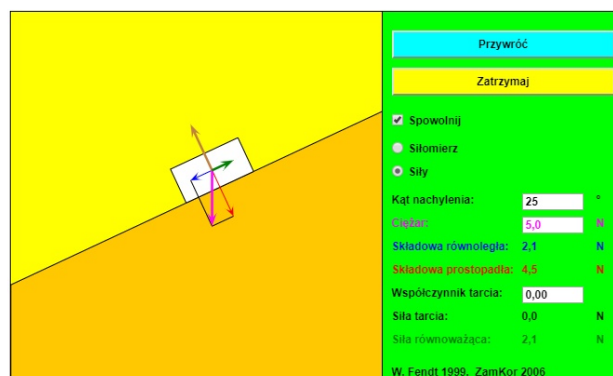 Przywróć
Zatrzymaj
Spowolnij
Siłomierz
Siły
Kąt nachylenia: 25 °
Ciężar: 5,0 N
Składowa równoległa: 2,1 N
Składowa prostopadła: 4,5 N
Współczynnik tarcia: 0,00
Siła tarcia: 0,0 N
Siła równoważąca: 2,1 N
W. Fendt 1999, ZamKor 2006